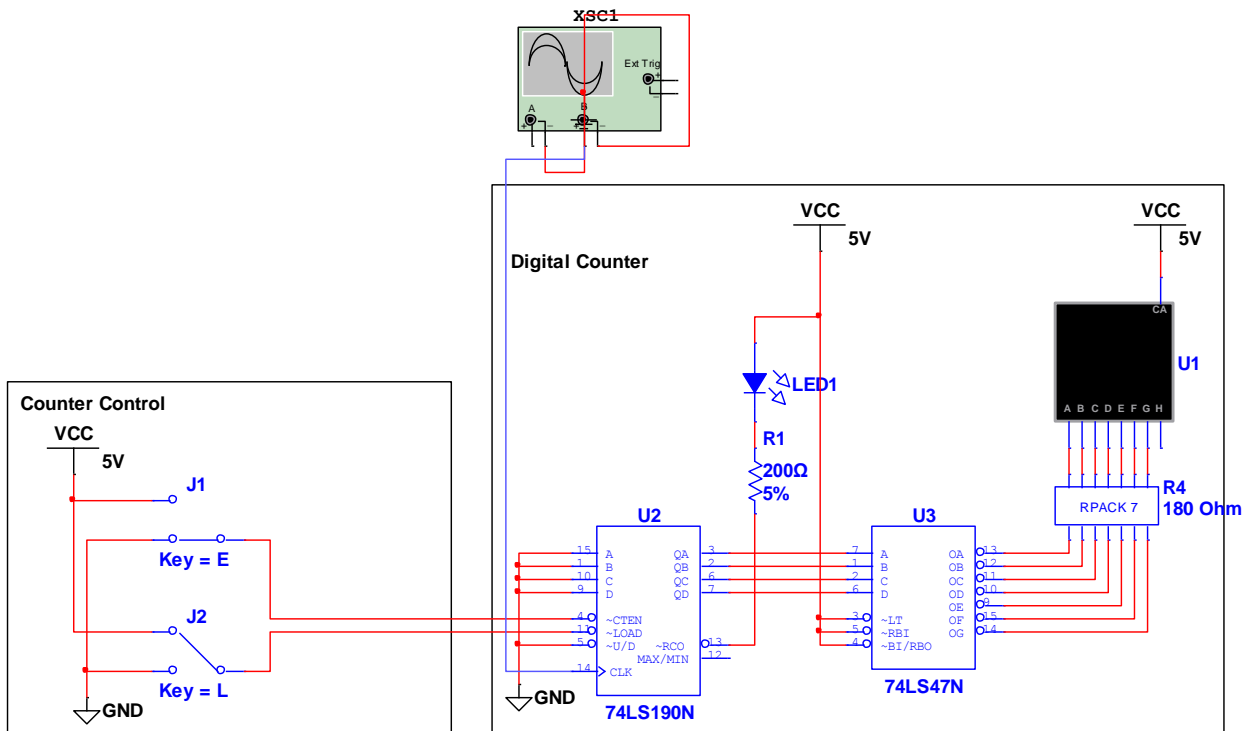 XSC1
Ext Trig
+
−
A
B
+ −
+ −
VCC
5V
VCC
5V
Digital Counter
CA
U1
LED1
A B C D E F G H
Counter Control
VCC
5V
R1
200Ω
5%
J1
R4
180 Ohm
RPACK 7
U2
U3
Key = E
15 A QA 3
1 B QB 2
10 C QC 6
9 D QD 7
4 ~CTEN
11 ~LOAD
5 ~U/D ~RCO 13
MAX/MIN 12
14 CLK
7 A OA 13
1 B OB 12
2 C OC 11
6 D OD 10
OE 9
3 ~LT OF 15
5 ~RBI OG 14
4 ~BI/RBO
J2
Key = L
GND
GND
74LS190N
74LS47N